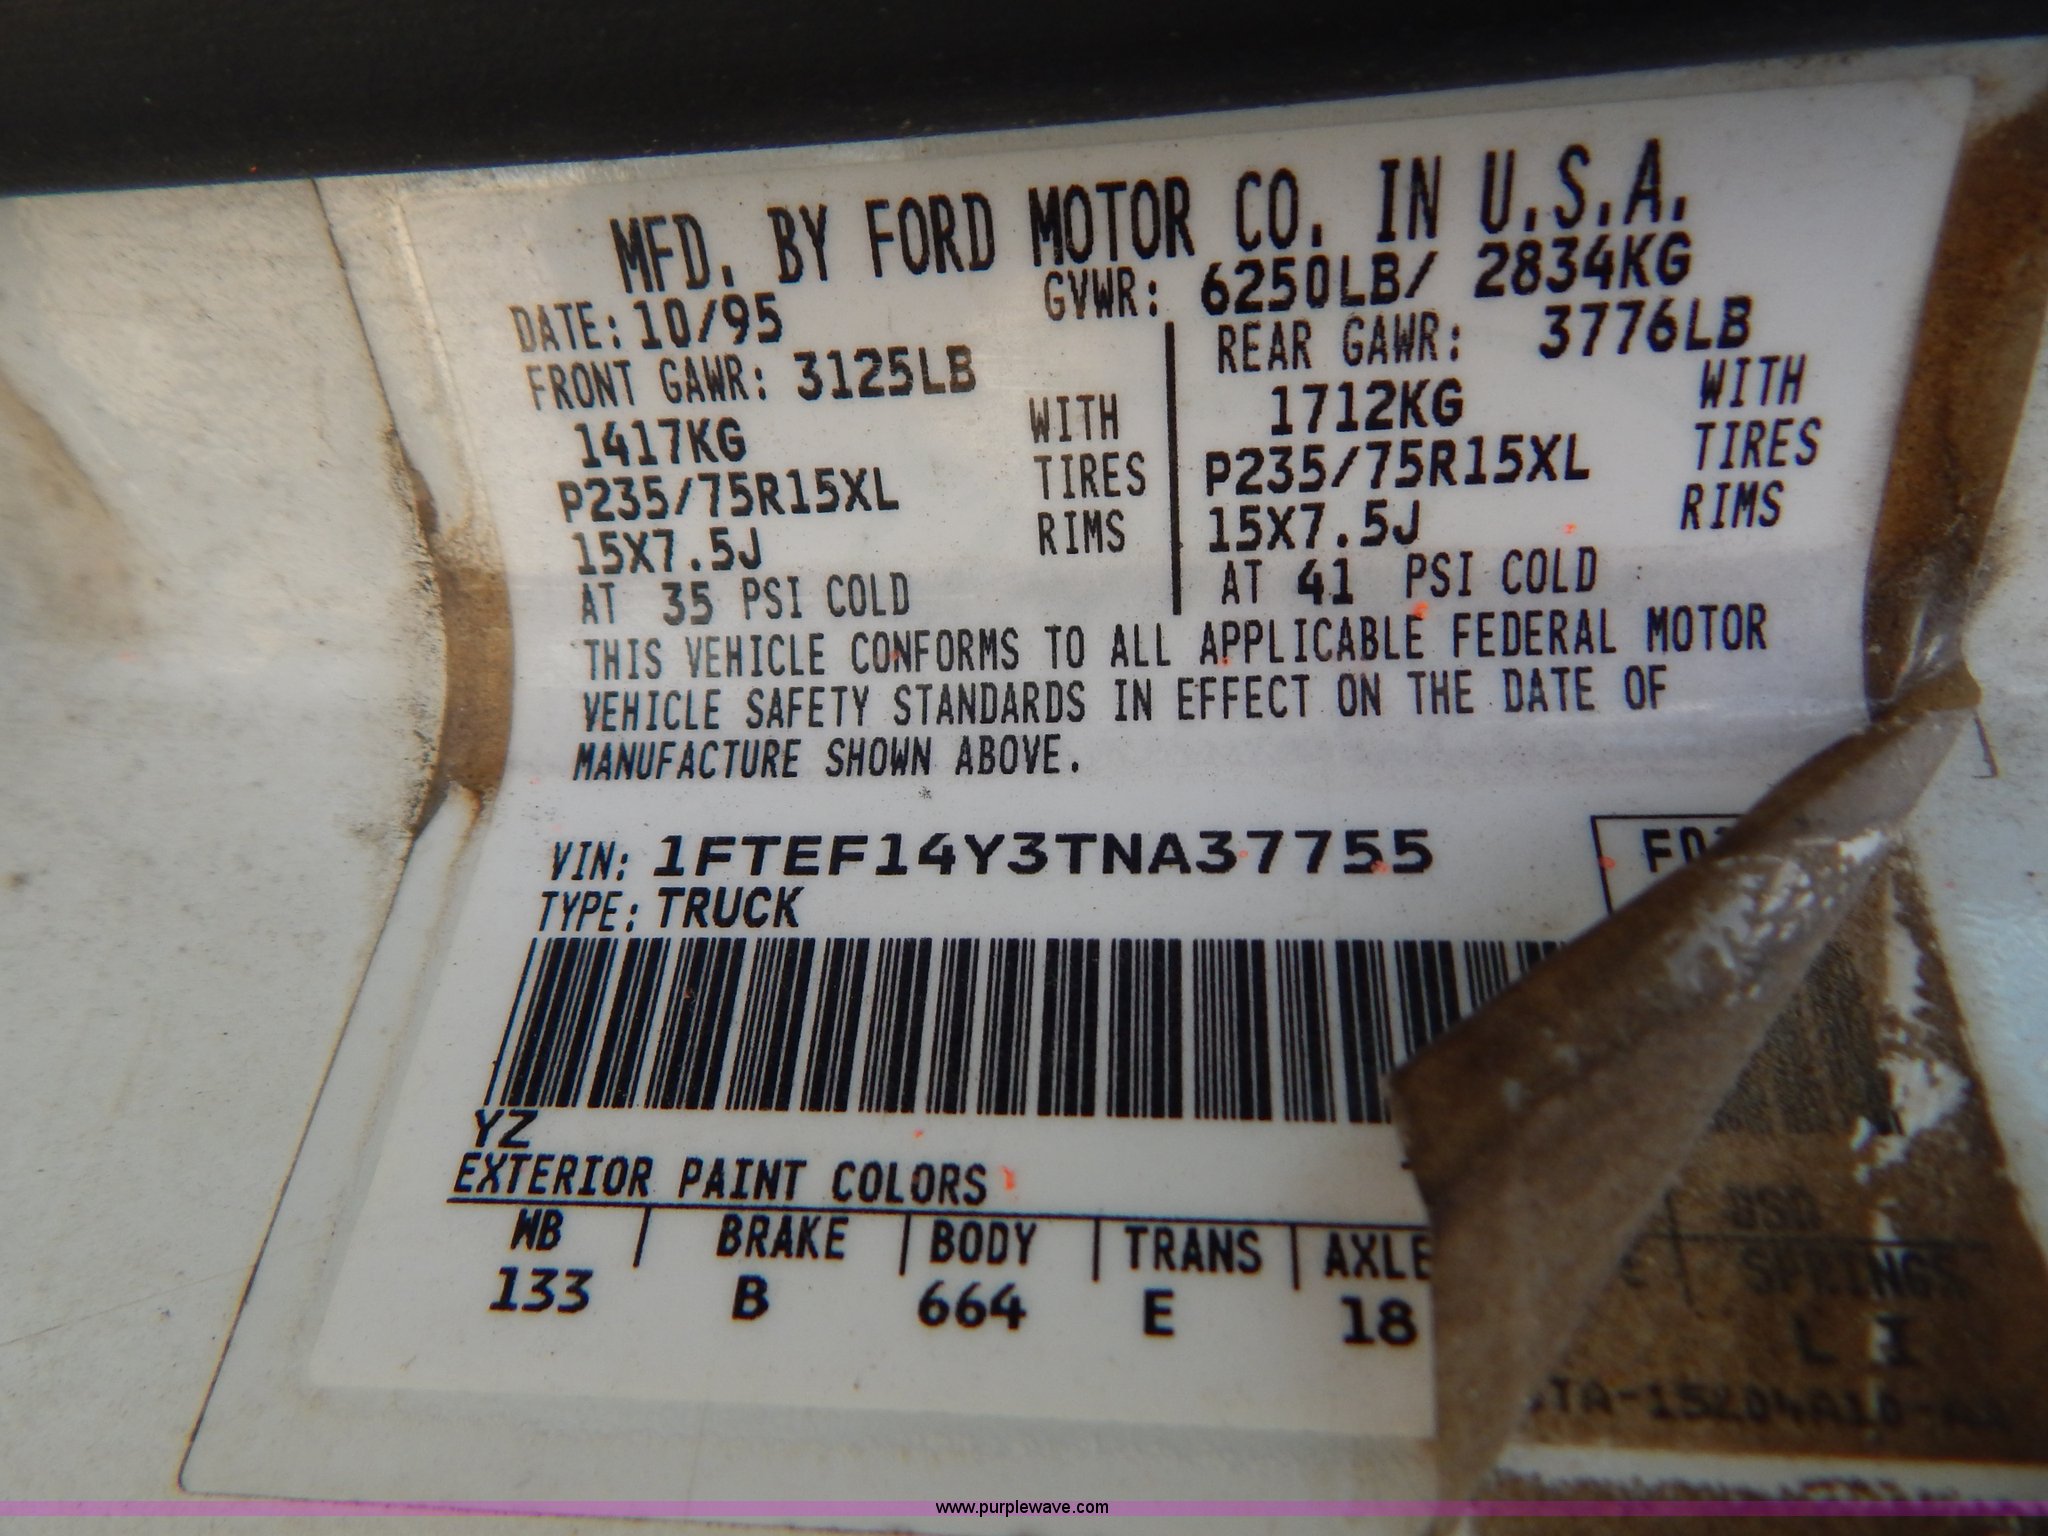 MFD. BY FORD MOTOR CO. IN U.S.A.
DATE: 10/95 GVWR: 6250LB/ 2834KG
FRONT GAWR: 3125LB REAR GAWR: 3776LB
1417KG WITH 1712KG WITH
P235/75R15XL TIRES P235/75R15XL TIRES
15X7.5J RIMS 15X7.5J RIMS
AT 35 PSI COLD AT 41 PSI COLD
THIS VEHICLE CONFORMS TO ALL APPLICABLE FEDERAL MOTOR
VEHICLE SAFETY STANDARDS IN EFFECT ON THE DATE OF
MANUFACTURE SHOWN ABOVE.
VIN: 1FTEF14Y3TNA37755
TYPE: TRUCK
YZ
EXTERIOR PAINT COLORS DSO
WB BRAKE BODY TRANS AXLE SPRINGS
133 B 664 E 18 L I
www.purplewave.com